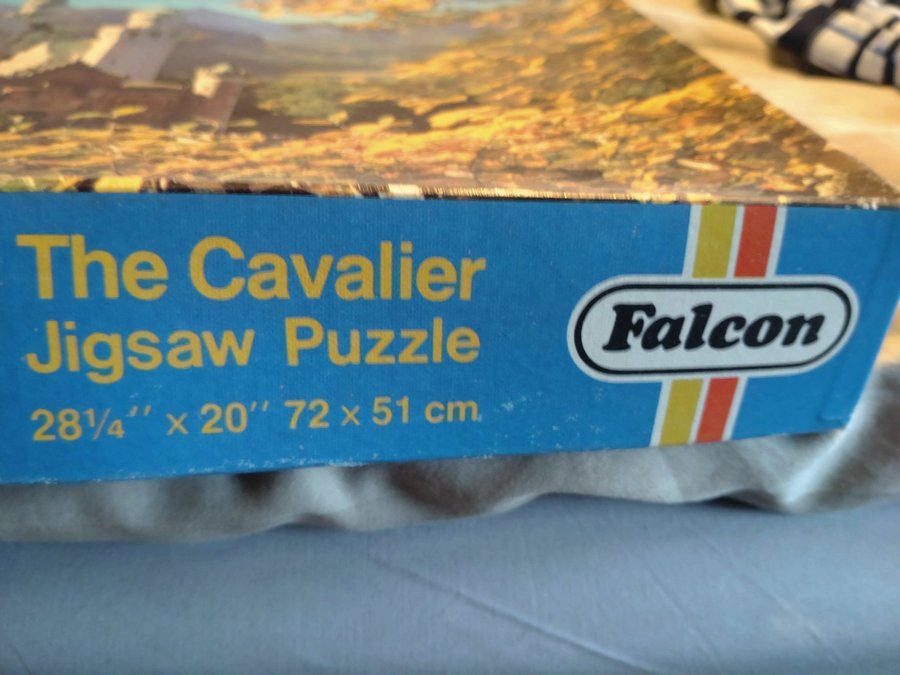 The Cavalier
Jigsaw Puzzle
28¼″ x 20″ 72 x 51 cm.
Falcon